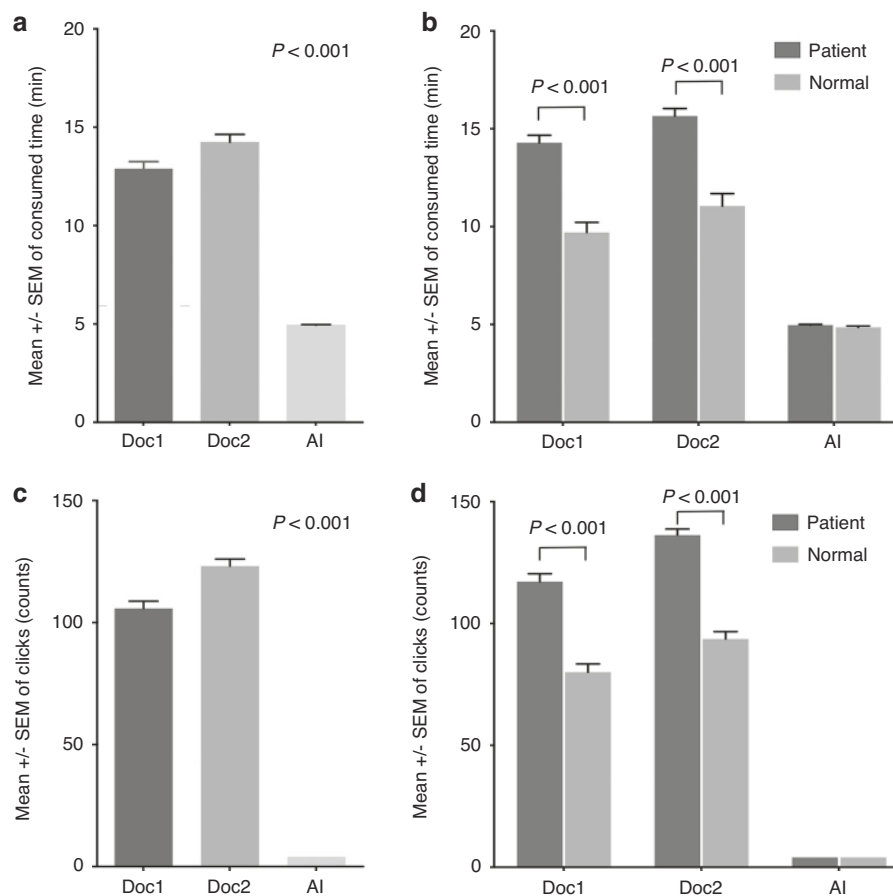 a
20
15
10
5
0
Mean +/- SEM of consumed time (min)
P < 0.001
Doc1 Doc2 AI
b
20
15
10
5
0
Mean +/- SEM of consumed time (min)
P < 0.001
P < 0.001
Patient
Normal
Doc1 Doc2 AI
c
150
100
50
0
Mean +/- SEM of clicks (counts)
P < 0.001
Doc1 Doc2 AI
d
150
100
50
0
Mean +/- SEM of clicks (counts)
P < 0.001
P < 0.001
Patient
Normal
Doc1 Doc2 AI